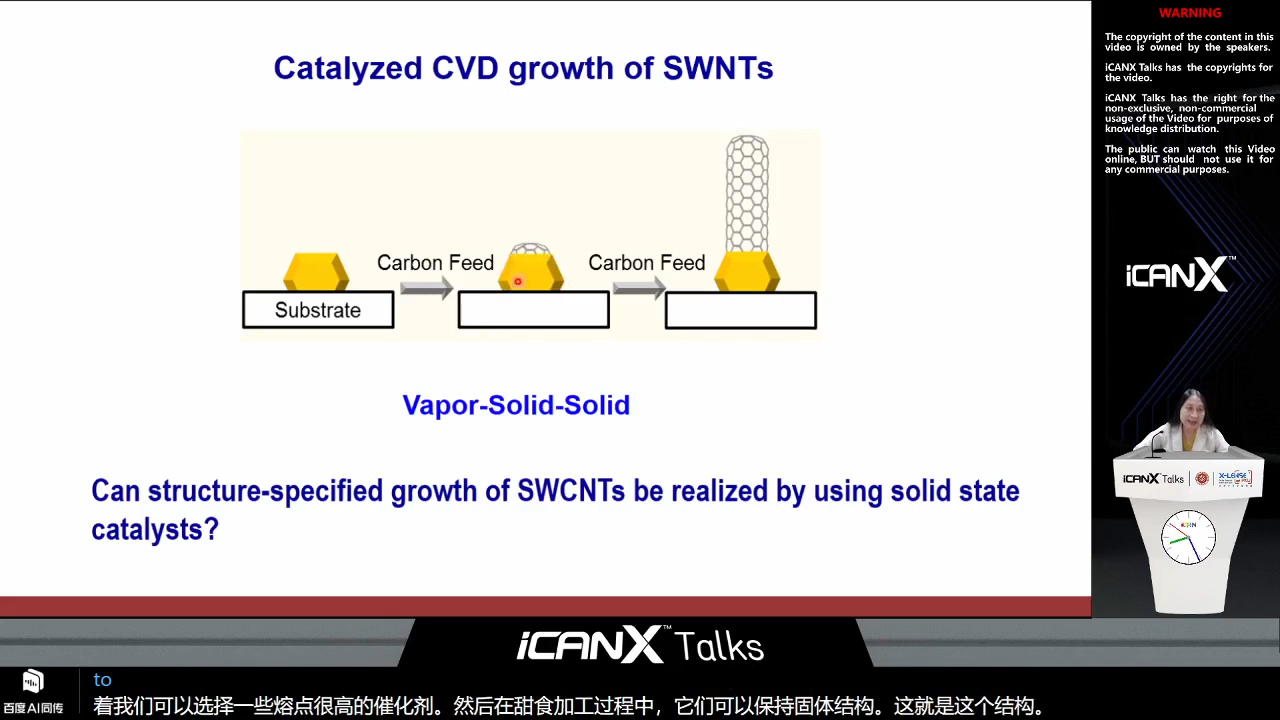 Catalyzed CVD growth of SWNTs
Carbon Feed
Carbon Feed
Substrate
Vapor-Solid-Solid
Can structure-specified growth of SWCNTs be realized by using solid state
catalysts?
WARNING
The copyright of the content in this
video is owned by the speakers.
iCANX Talks has the copyrights for
the video.
iCANX Talks has the right for the
non-exclusive, non-commercial
usage of the Video for purposes of
knowledge distribution.
The public can watch this Video
online, BUT should not use it for
any commercial purposes.
iCANX™
iCANX Talks
X-LENSE
iCANX™ Talks
to
着我们可以选择一些熔点很高的催化剂。然后在甜食加工过程中，它们可以保持固体结构。这就是这个结构。
百度AI同传